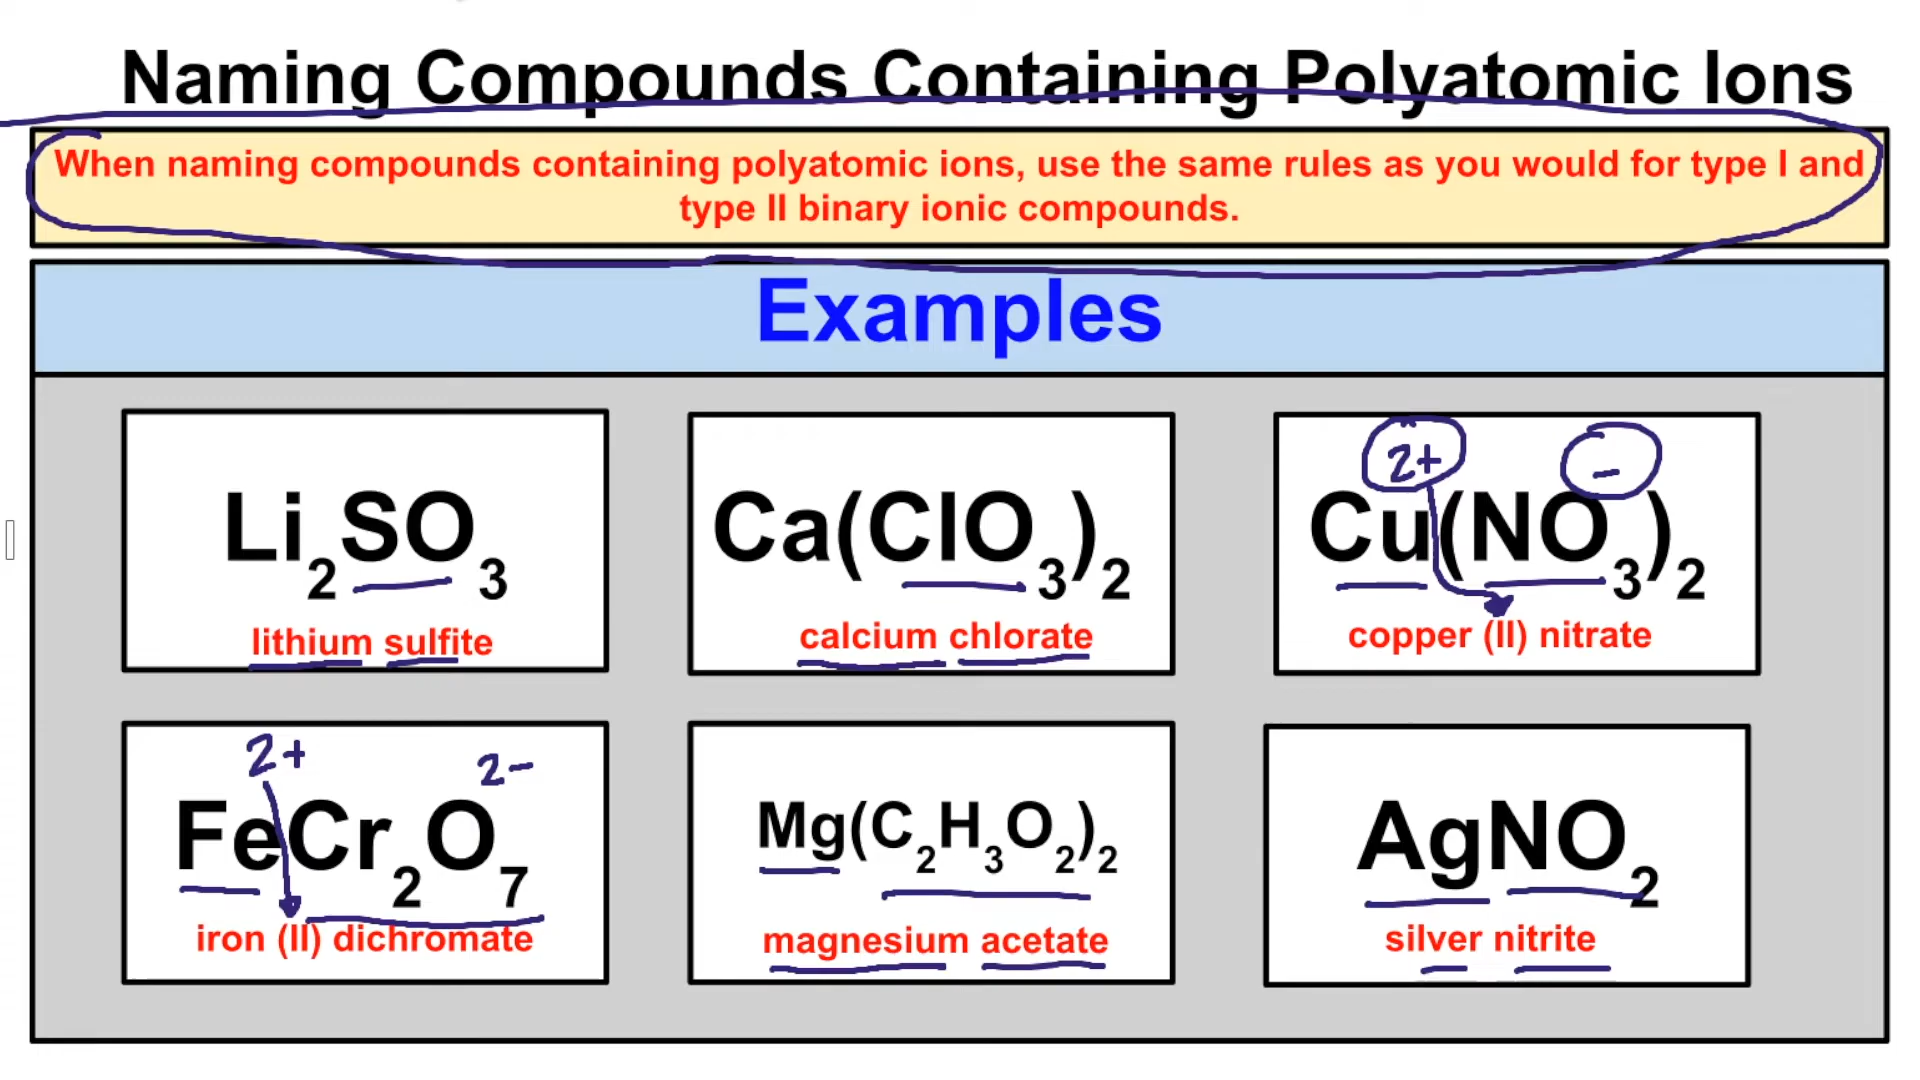 Naming Compounds Containing Polyatomic Ions
When naming compounds containing polyatomic ions, use the same rules as you would for type I and
type II binary ionic compounds.
Examples
Li₂SO₃
lithium sulfite
Ca(ClO₃)₂
calcium chlorate
2+ −
Cu(NO₃)₂
copper (II) nitrate
2+ 2−
FeCr₂O₇
iron (II) dichromate
Mg(C₂H₃O₂)₂
magnesium acetate
AgNO₂
silver nitrite